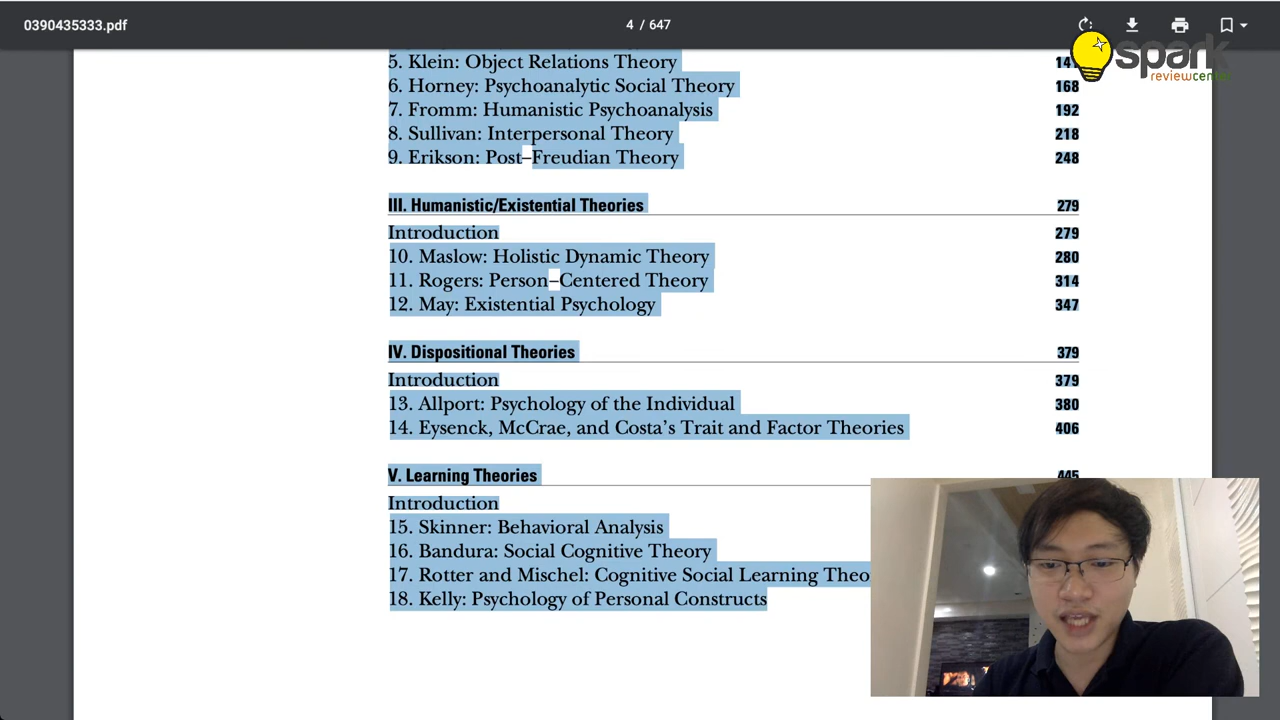 0390435333.pdf
4 / 647
spark
reviewcenter
5. Klein: Object Relations Theory 141
6. Horney: Psychoanalytic Social Theory 168
7. Fromm: Humanistic Psychoanalysis 192
8. Sullivan: Interpersonal Theory 218
9. Erikson: Post–Freudian Theory 248
III. Humanistic/Existential Theories 279
Introduction 279
10. Maslow: Holistic Dynamic Theory 280
11. Rogers: Person–Centered Theory 314
12. May: Existential Psychology 347
IV. Dispositional Theories 379
Introduction 379
13. Allport: Psychology of the Individual 380
14. Eysenck, McCrae, and Costa's Trait and Factor Theories 406
V. Learning Theories 445
Introduction
15. Skinner: Behavioral Analysis
16. Bandura: Social Cognitive Theory
17. Rotter and Mischel: Cognitive Social Learning Theo
18. Kelly: Psychology of Personal Constructs